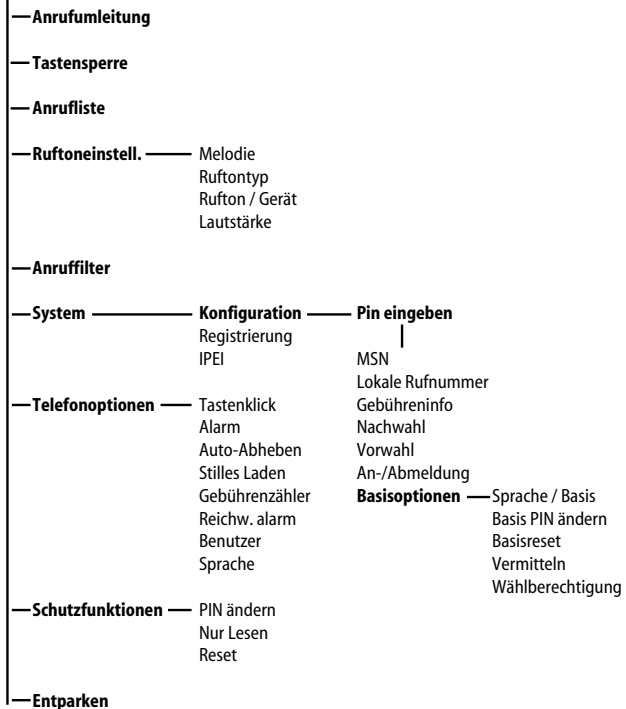 Anrufumleitung
Tastensperre
Anrufliste
Ruftoneinstell. Melodie
Ruftontyp
Rufton / Gerät
Lautstärke
Anruffilter
System Konfiguration Pin eingeben
Registrierung
IPEI MSN
Lokale Rufnummer
Telefonoptionen Tastenklick Gebühreninfo
Alarm Nachwahl
Auto-Abheben Vorwahl
Stilles Laden An-/Abmeldung
Gebührenzähler Basisoptionen Sprache / Basis
Reichw. alarm Basis PIN ändern
Benutzer Basisreset
Sprache Vermitteln
Wählberechtigung
Schutzfunktionen PIN ändern
Nur Lesen
Reset
Entparken